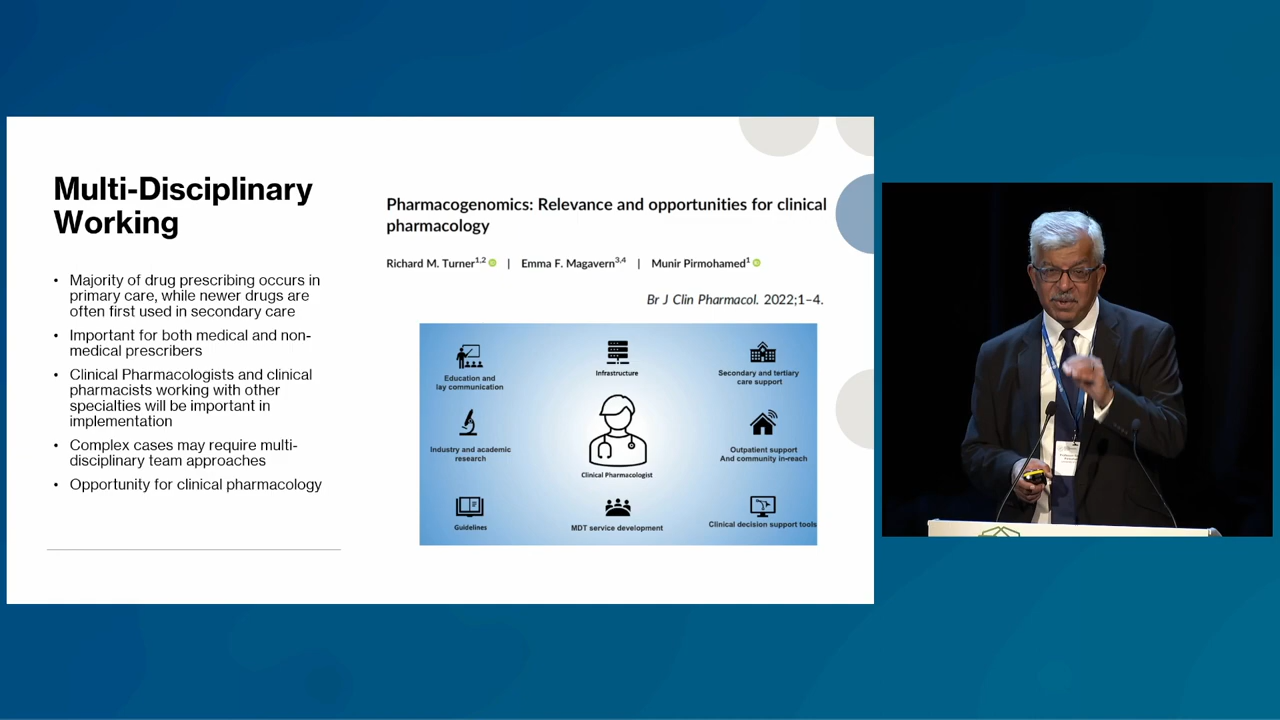 Multi-Disciplinary
Working
• Majority of drug prescribing occurs in
primary care, while newer drugs are
often first used in secondary care
• Important for both medical and non-
medical prescribers
• Clinical Pharmacologists and clinical
pharmacists working with other
specialties will be important in
implementation
• Complex cases may require multi-
disciplinary team approaches
• Opportunity for clinical pharmacology
Pharmacogenomics: Relevance and opportunities for clinical
pharmacology
Richard M. Turner1,2 | Emma F. Magavern3,4 | Munir Pirmohamed1
Br J Clin Pharmacol. 2022;1–4.
Education and
lay communication
Infrastructure
Secondary and tertiary
care support
Industry and academic
research
Clinical Pharmacologist
Outpatient support
And community in-reach
Guidelines
MDT service development
Clinical decision support tools